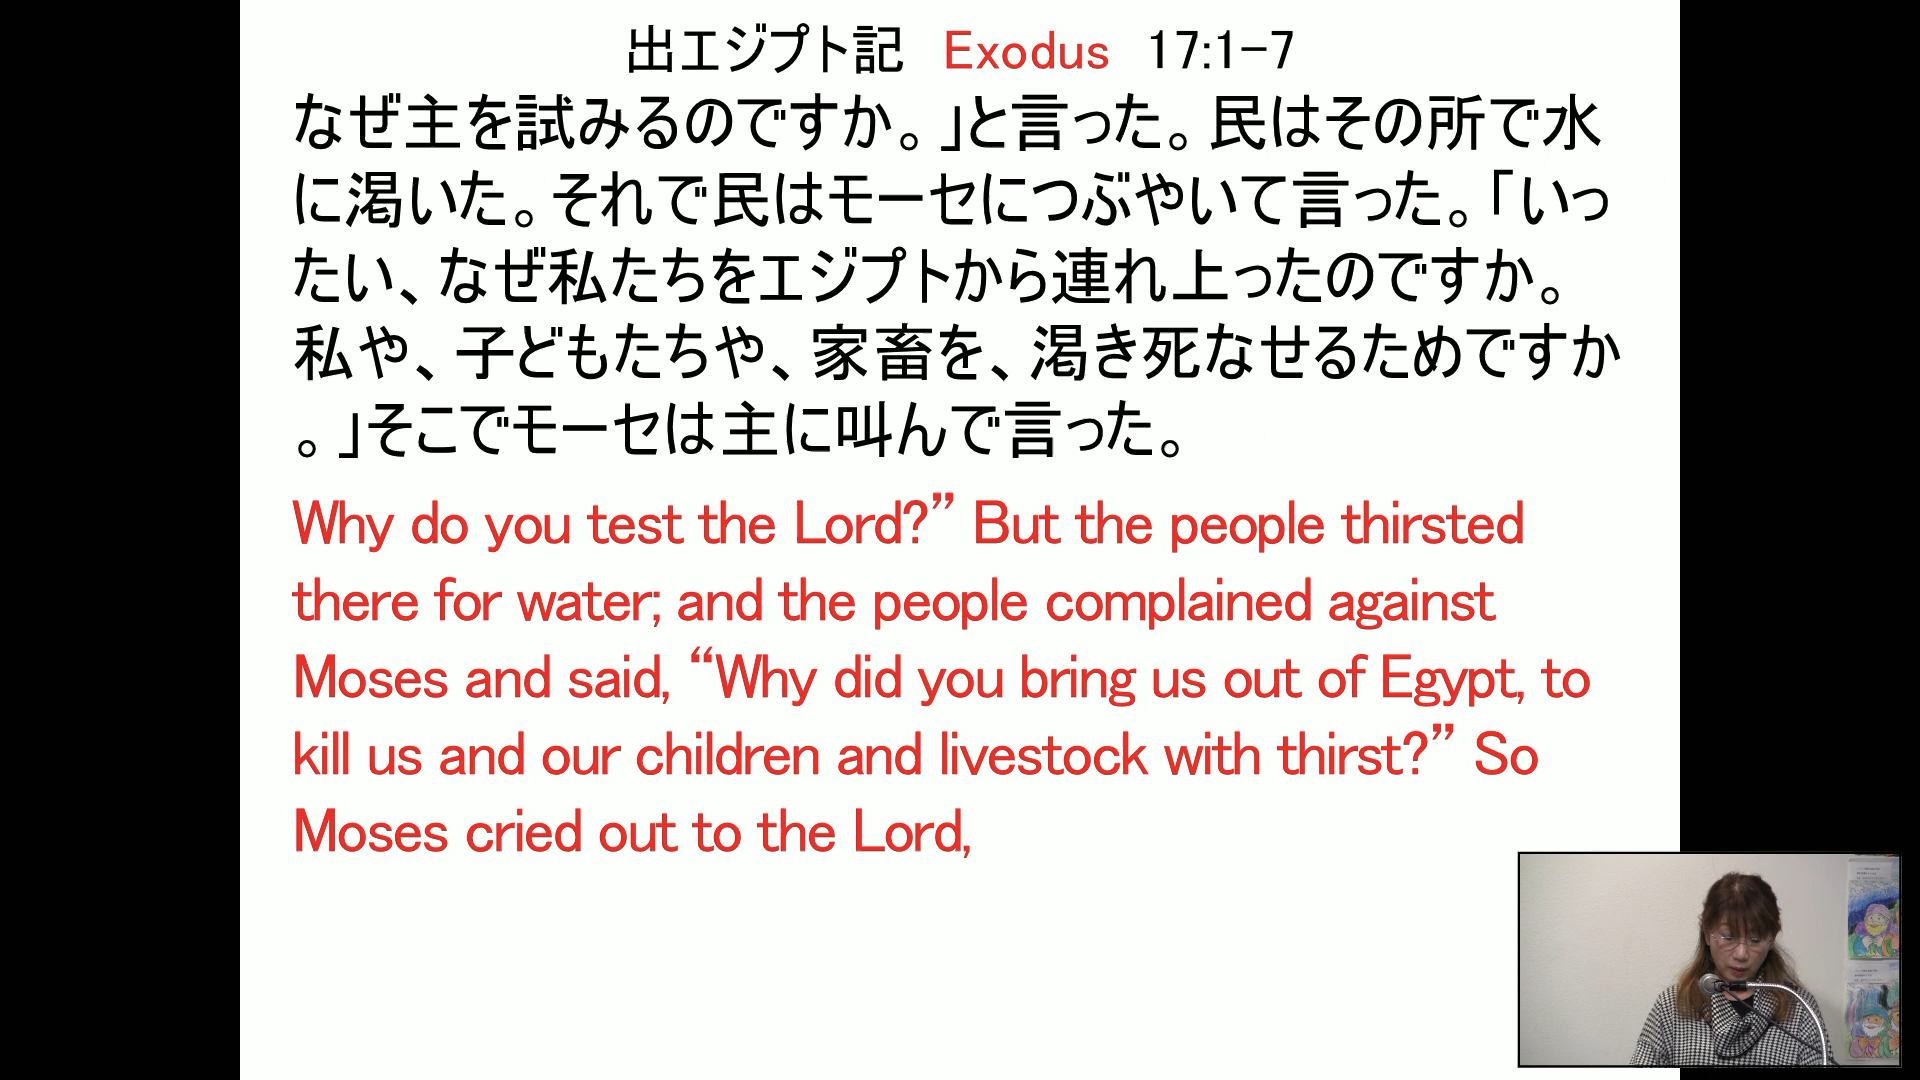 出エジプト記 Exodus 17:1-7
なぜ主を試みるのですか。」と言った。民はその所で水
に渇いた。それで民はモーセにつぶやいて言った。「いっ
たい、なぜ私たちをエジプトから連れ上ったのですか。
私や、子どもたちや、家畜を、渇き死なせるためですか
。」そこでモーセは主に叫んで言った。
Why do you test the Lord?” But the people thirsted
there for water; and the people complained against
Moses and said, “Why did you bring us out of Egypt, to
kill us and our children and livestock with thirst?” So
Moses cried out to the Lord,